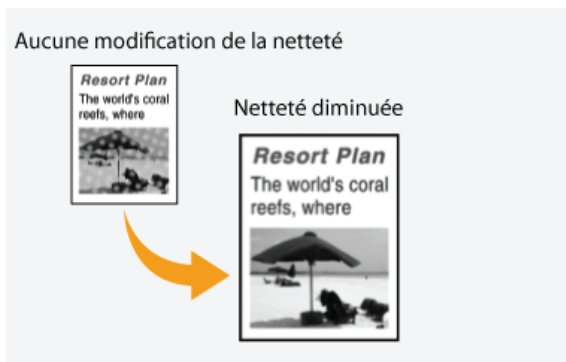 Aucune modification de la netteté
Resort Plan
The world's coral
reefs, where
Netteté diminuée
Resort Plan
The world's coral
reefs, where